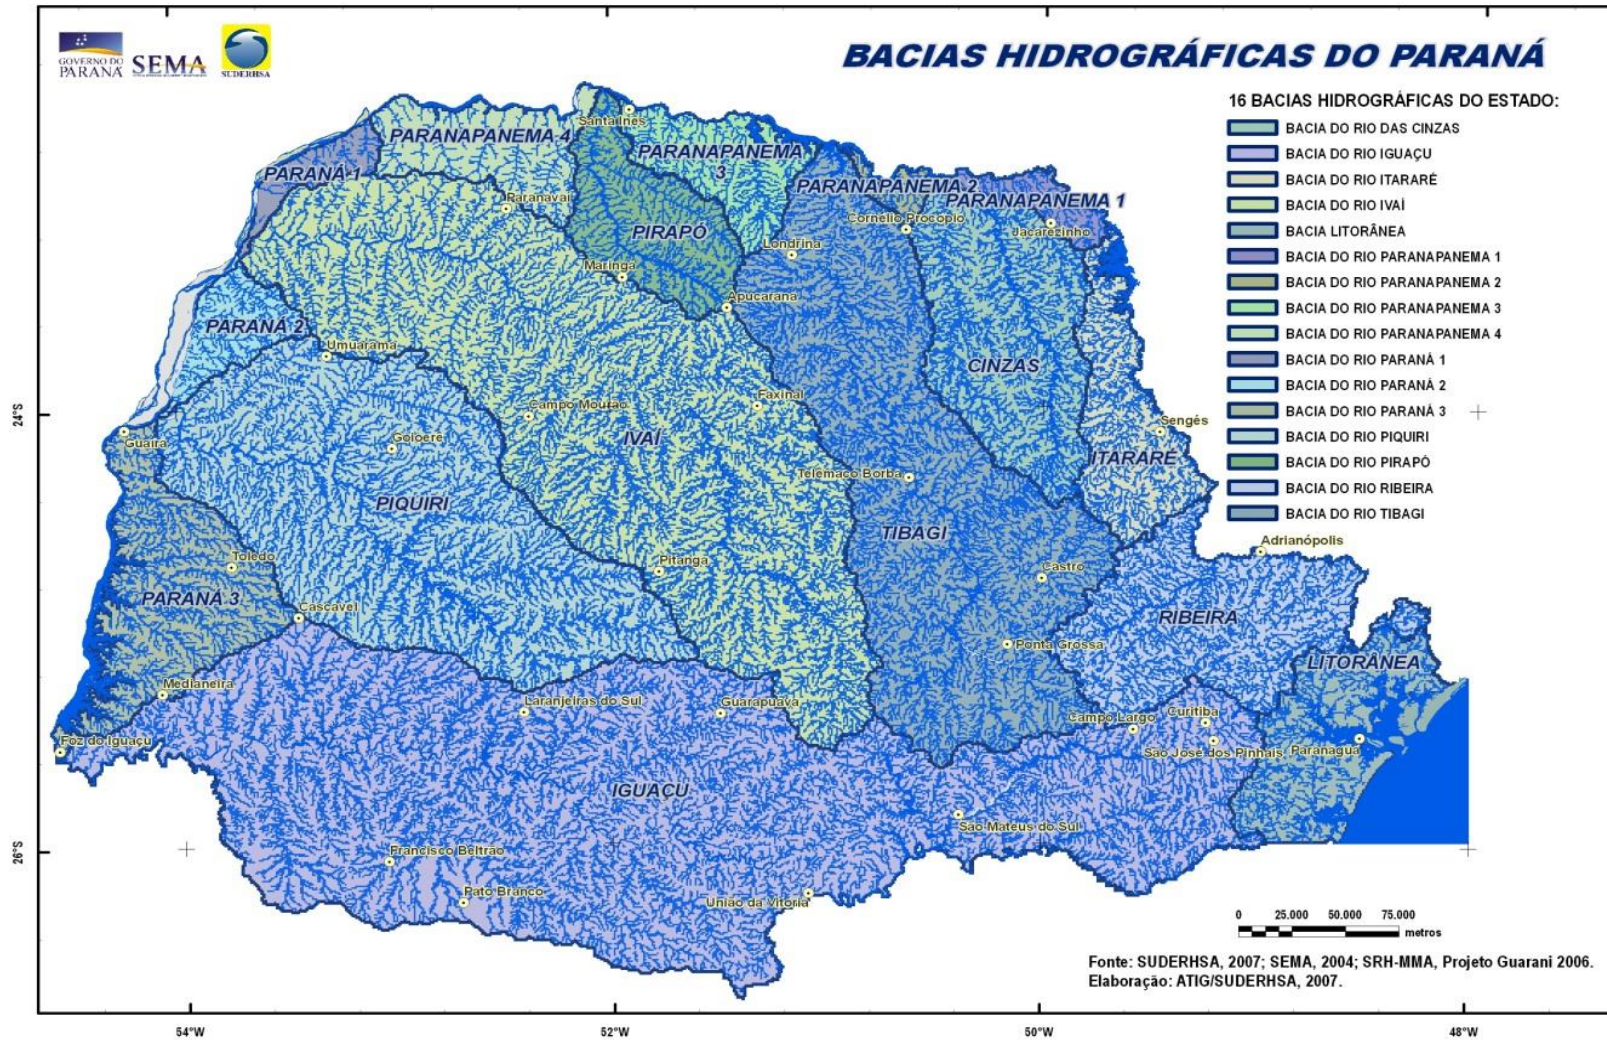 GOVERNO DO
PARANÁ
SEMA
SUDERHSA
BACIAS HIDROGRÁFICAS DO PARANÁ
16 BACIAS HIDROGRÁFICAS DO ESTADO:
BACIA DO RIO DAS CINZAS
BACIA DO RIO IGUAÇU
BACIA DO RIO ITARARÉ
BACIA DO RIO IVAÍ
BACIA LITORÂNEA
BACIA DO RIO PARANAPANEMA 1
BACIA DO RIO PARANAPANEMA 2
BACIA DO RIO PARANAPANEMA 3
BACIA DO RIO PARANAPANEMA 4
BACIA DO RIO PARANÁ 1
BACIA DO RIO PARANÁ 2
BACIA DO RIO PARANÁ 3
BACIA DO RIO PIQUIRI
BACIA DO RIO PIRAPÓ
BACIA DO RIO RIBEIRA
BACIA DO RIO TIBAGI
Santa Inês
PARANAPANEMA 4
PARANAPANEMA
3
PARANÁ 1
PARANAPANEMA 2
PARANAPANEMA 1
Paranavaí
Cornélio Procópio
Jacarezinho
PIRAPÓ
Londrina
Maringá
Apucarana
PARANÁ 2
Umuarama
CINZAS
Faxinal
Campo Mourão
24°S
Guaíra
Goioerê
IVAÍ
Sengés
ITARARÉ
Telêmaco Borba
PIQUIRI
TIBAGI
Adrianópolis
Toledo
Pitanga
Castro
PARANÁ 3
Cascavel
RIBEIRA
Ponta Grossa
LITORÂNEA
Medianeira
Laranjeiras do Sul
Guarapuava
Campo Largo
Curitiba
Foz do Iguaçu
São José dos Pinhais
Paranaguá
IGUAÇU
São Mateus do Sul
26°S
Francisco Beltrão
Pato Branco
União da Vitória
0 25.000 50.000 75.000
metros
Fonte: SUDERHSA, 2007; SEMA, 2004; SRH-MMA, Projeto Guarani 2006.
Elaboração: ATIG/SUDERHSA, 2007.
54°W 52°W 50°W 48°W